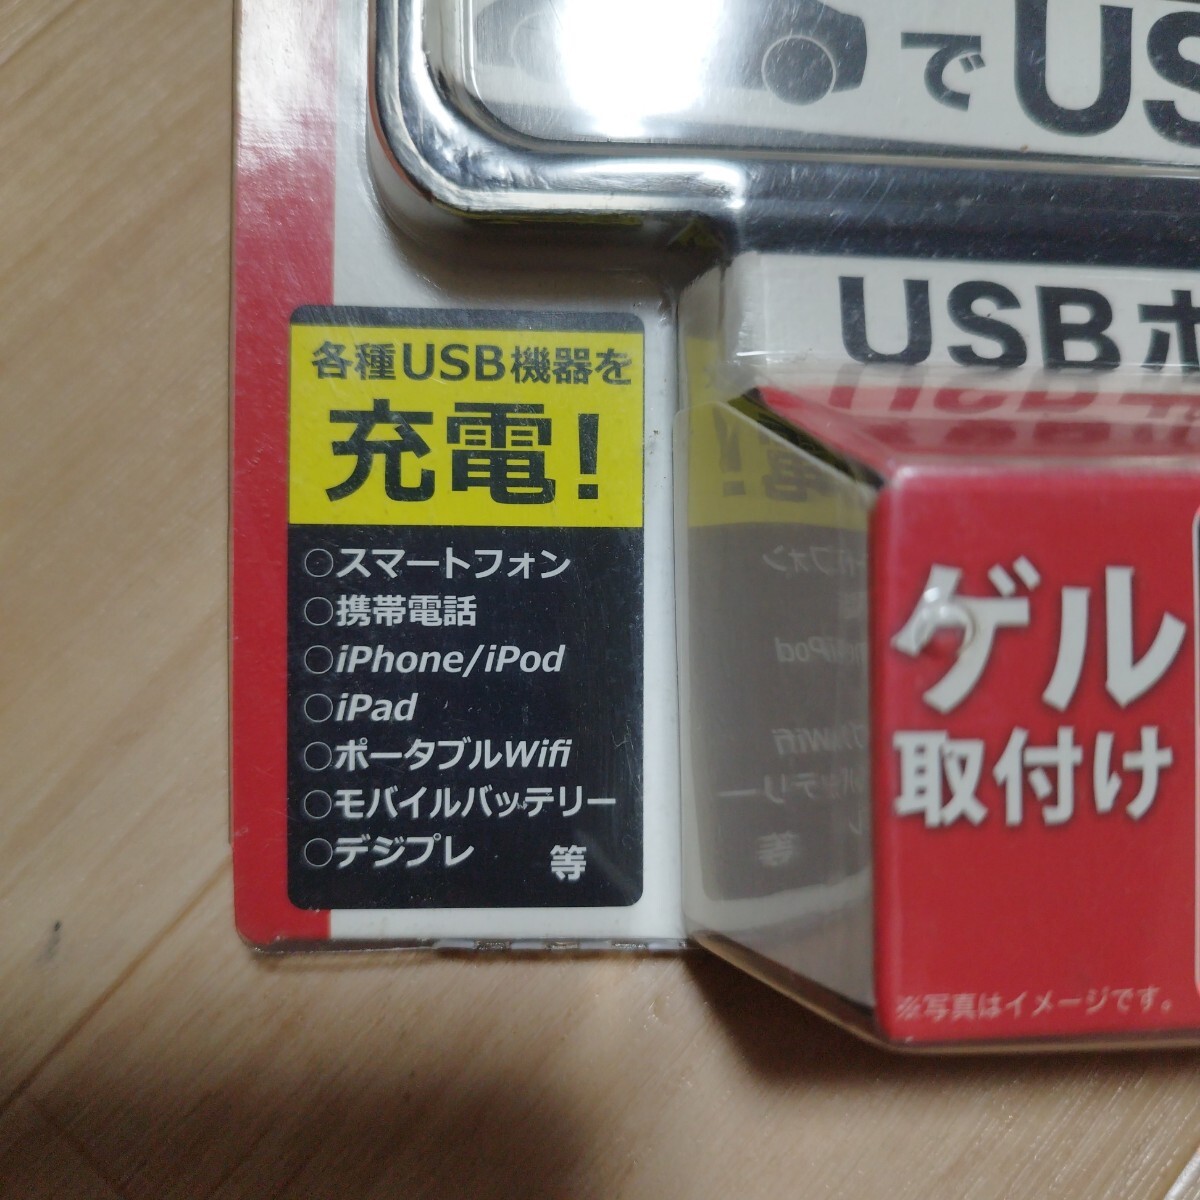 でUS
USBポ
各種USB機器を
充電!
○スマートフォン
○携帯電話
○iPhone/iPod
○iPad
○ポータブルWifi
○モバイルバッテリー
○デジプレ 等
ゲル
取付け
※写真はイメージです。